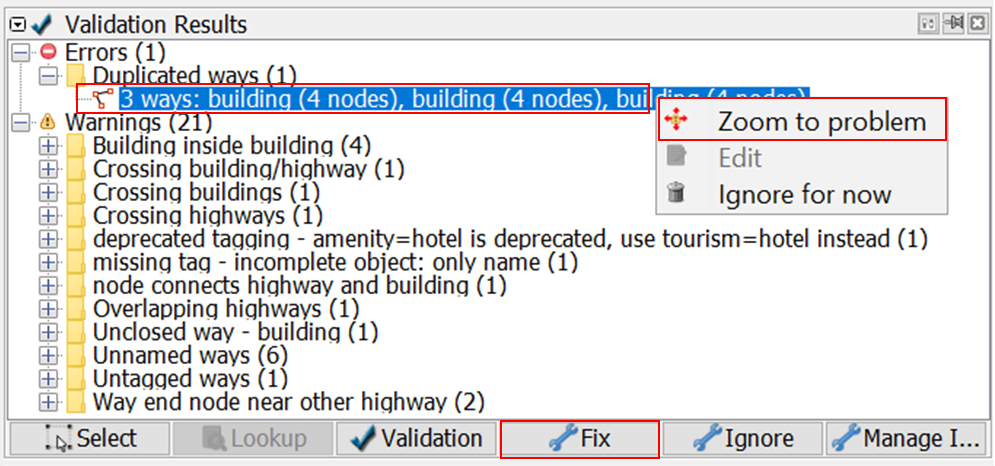 Validation Results
Errors (1)
Duplicated ways (1)
3 ways: building (4 nodes), building (4 nodes), building (4 nodes)
Warnings (21)
Building inside building (4)
Crossing building/highway (1)
Crossing buildings (1)
Crossing highways (1)
deprecated tagging - amenity=hotel is deprecated, use tourism=hotel instead (1)
missing tag - incomplete object: only name (1)
node connects highway and building (1)
Overlapping highways (1)
Unclosed way - building (1)
Unnamed ways (6)
Untagged ways (1)
Way end node near other highway (2)
Zoom to problem
Edit
Ignore for now
Select Lookup Validation Fix Ignore Manage I...